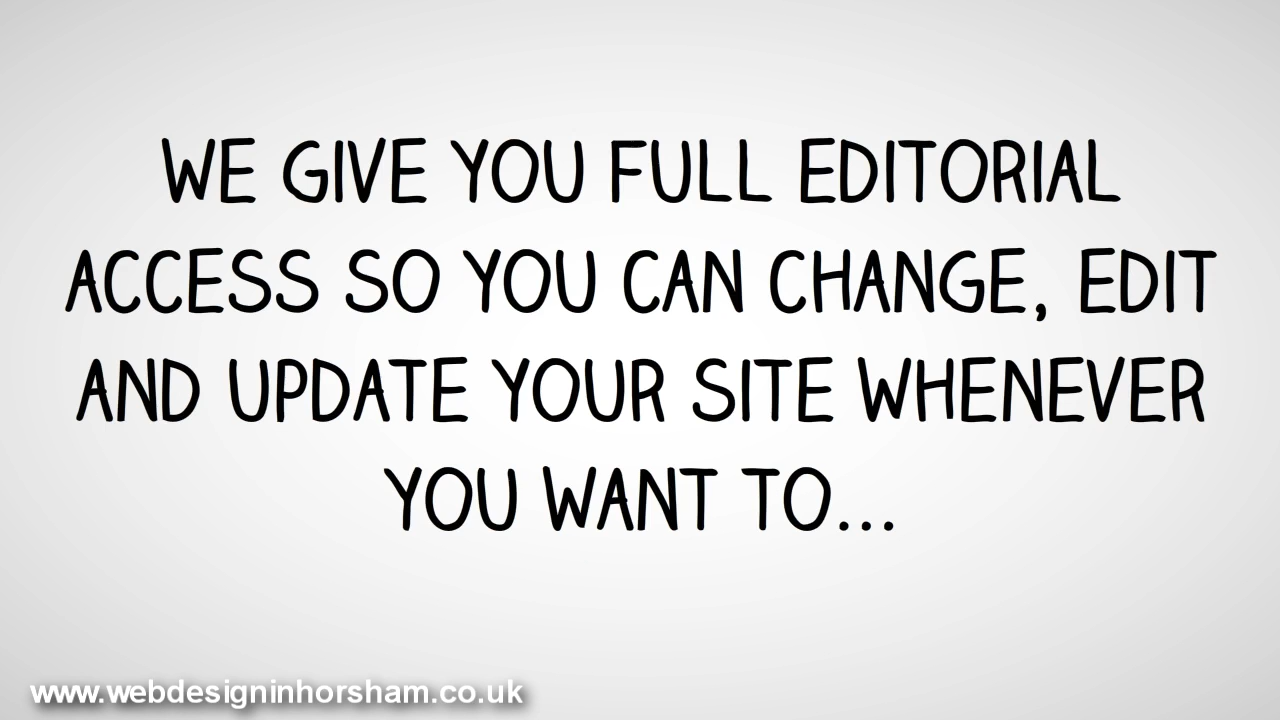 WE GIVE YOU FULL EDITORIAL
ACCESS SO YOU CAN CHANGE, EDIT
AND UPDATE YOUR SITE WHENEVER
YOU WANT TO...
www.webdesigninhorsham.co.uk